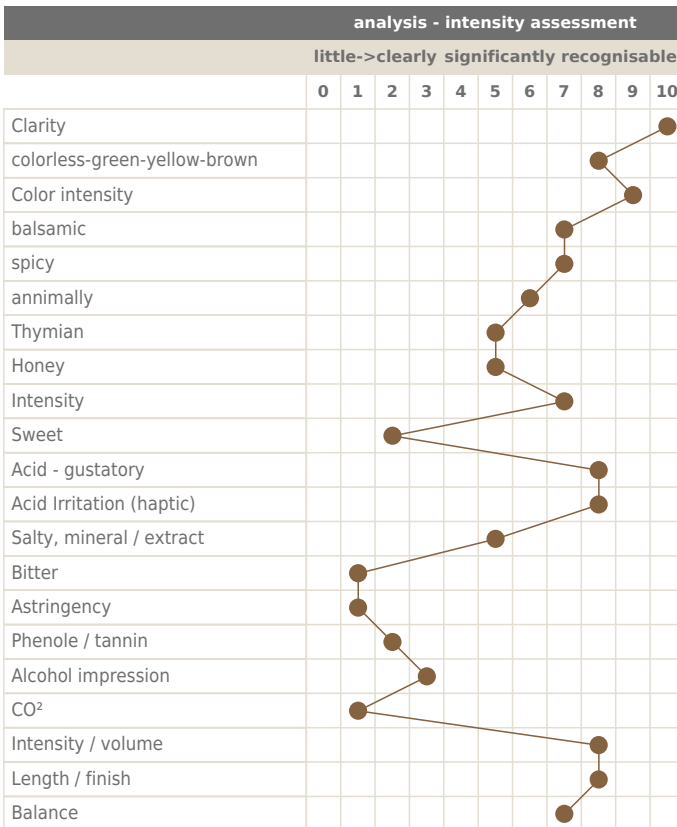 analysis - intensity assessment
little->clearly significantly recognisable
0 1 2 3 4 5 6 7 8 9 10
Clarity
colorless-green-yellow-brown
Color intensity
balsamic
spicy
annimally
Thymian
Honey
Intensity
Sweet
Acid - gustatory
Acid Irritation (haptic)
Salty, mineral / extract
Bitter
Astringency
Phenole / tannin
Alcohol impression
CO²
Intensity / volume
Length / finish
Balance